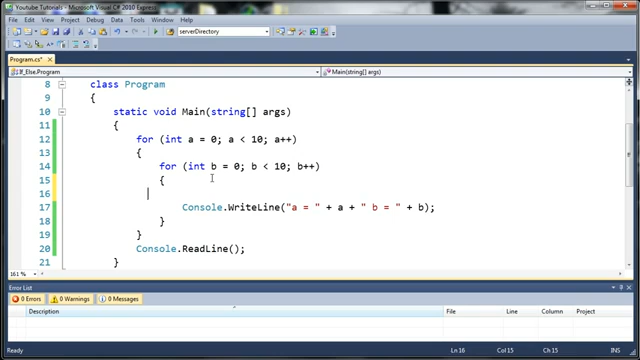 Youtube Tutorials - Microsoft Visual C# 2010 Express
File Edit View Project Debug Data Tools Window Help
serverDirectory
Program.cs*
If_Else.Program Main(string[] args)
8 class Program
9 {
10 static void Main(string[] args)
11 {
12 for (int a = 0; a < 10; a++)
13 {
14 for (int b = 0; b < 10; b++)
15 {
16
17 Console.WriteLine("a = " + a + " b = " + b);
18 }
19 }
20 Console.ReadLine();
21 }
161 %
Error List
0 Errors 0 Warnings 0 Messages
Description File Line Column Project
Ready Ln 16 Col 15 Ch 15 INS